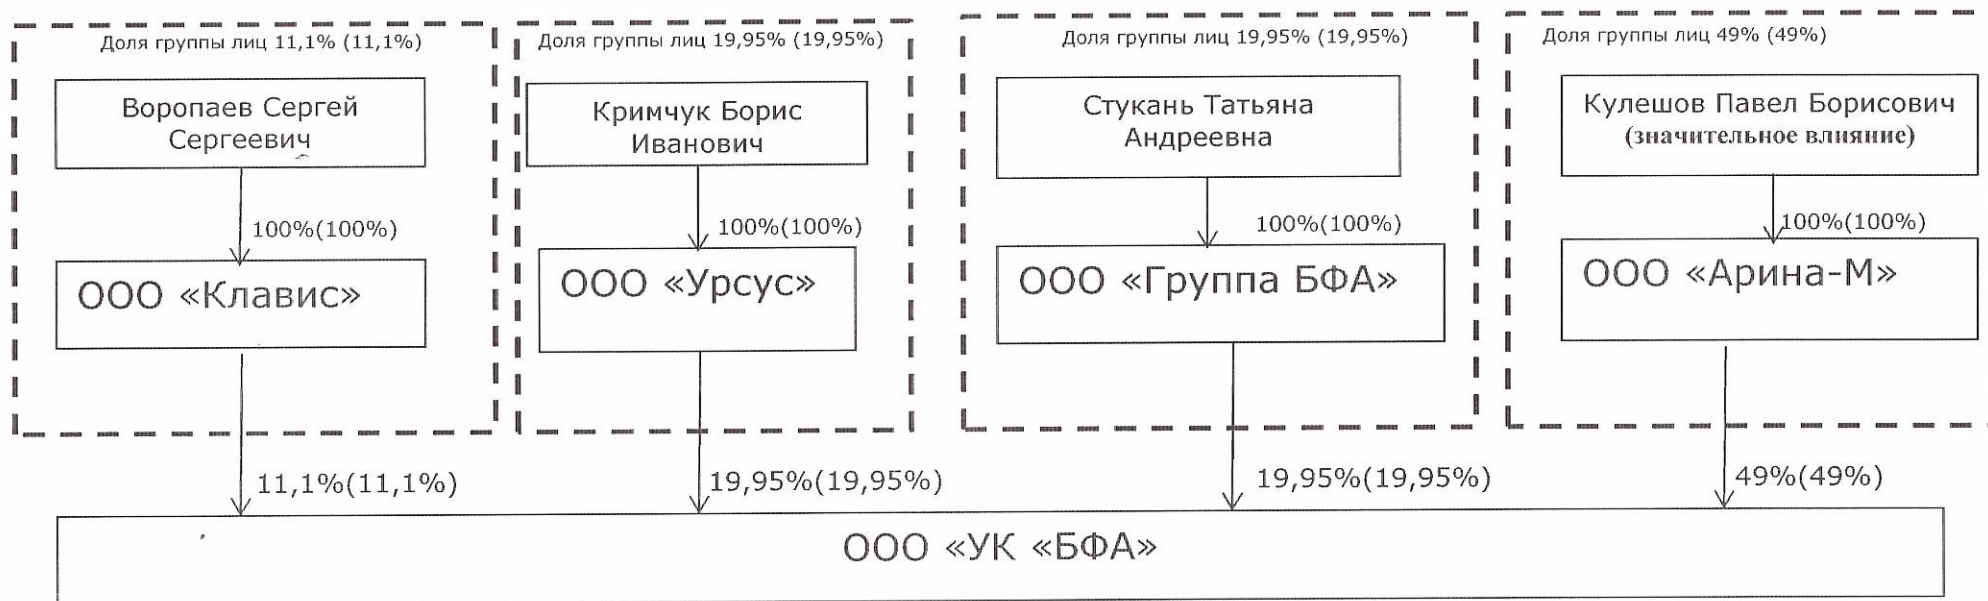 Доля группы лиц 11,1% (11,1%)
Воропаев Сергей
Сергеевич
100%(100%)
ООО «Клавис»
11,1%(11,1%)
Доля группы лиц 19,95% (19,95%)
Кримчук Борис
Иванович
100%(100%)
ООО «Урсус»
19,95%(19,95%)
Доля группы лиц 19,95% (19,95%)
Стукань Татьяна
Андреевна
100%(100%)
ООО «Группа БФА»
19,95%(19,95%)
Доля группы лиц 49% (49%)
Кулешов Павел Борисович
(значительное влияние)
100%(100%)
ООО «Арина-М»
49%(49%)
ООО «УК «БФА»